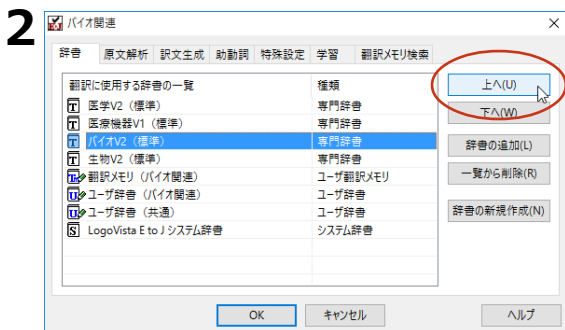 2
バイオ関連
辞書 原文解析 訳文生成 助動詞 特殊設定 学習 翻訳メモリ検索
翻訳に使用する辞書の一覧 種類
医学V2（標準） 専門辞書
医療機器V1（標準） 専門辞書
バイオV2（標準） 専門辞書
生物V2（標準） 専門辞書
翻訳メモリ（バイオ関連） ユーザ翻訳メモリ
ユーザ辞書（バイオ関連） ユーザ辞書
ユーザ辞書（共通） ユーザ辞書
LogoVista E to J システム辞書 システム辞書
上へ(U)
下へ(W)
辞書の追加(L)
一覧から削除(R)
辞書の新規作成(N)
OK キャンセル ヘルプ